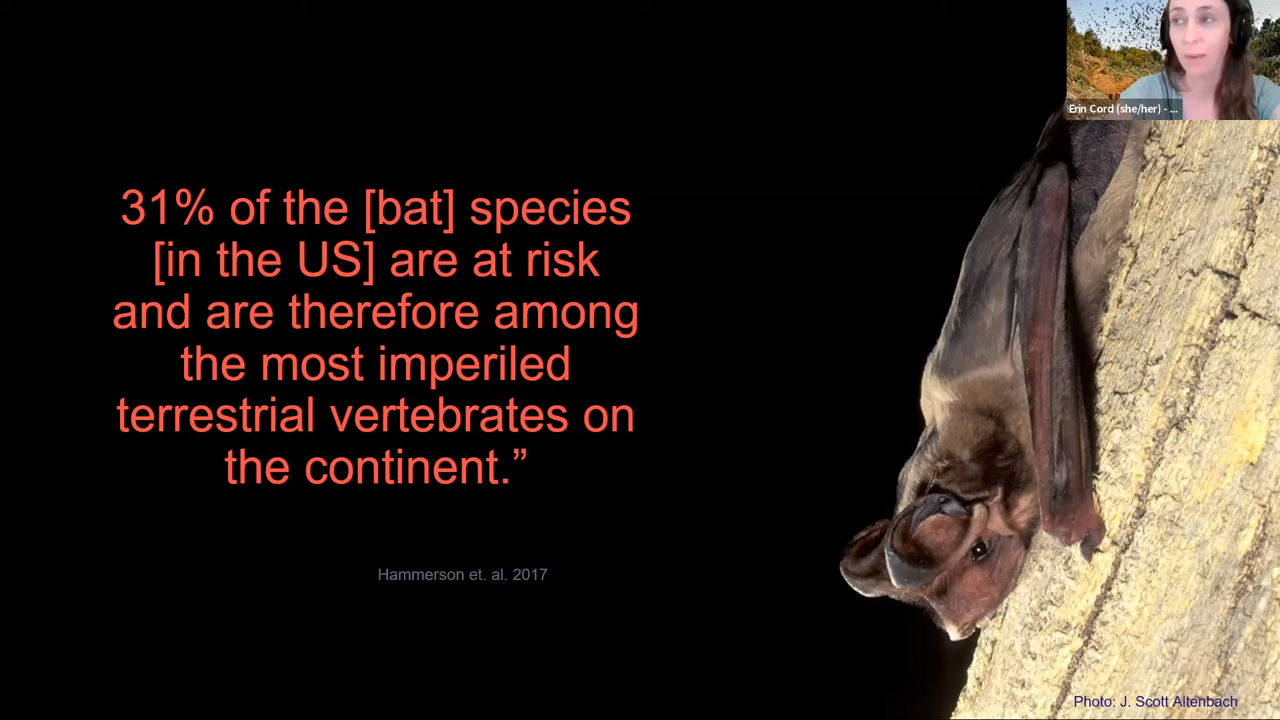 Erin Cord (she/her) - ...
31% of the [bat] species
[in the US] are at risk
and are therefore among
the most imperiled
terrestrial vertebrates on
the continent.”
Hammerson et. al. 2017
Photo: J. Scott Altenbach